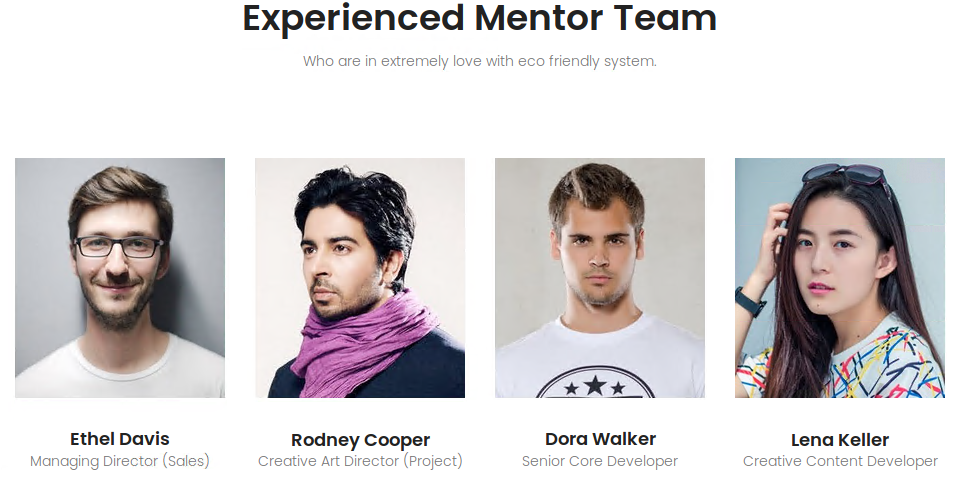 Experienced Mentor Team
Who are in extremely love with eco friendly system.
Ethel Davis
Managing Director (Sales)
Rodney Cooper
Creative Art Director (Project)
Dora Walker
Senior Core Developer
Lena Keller
Creative Content Developer